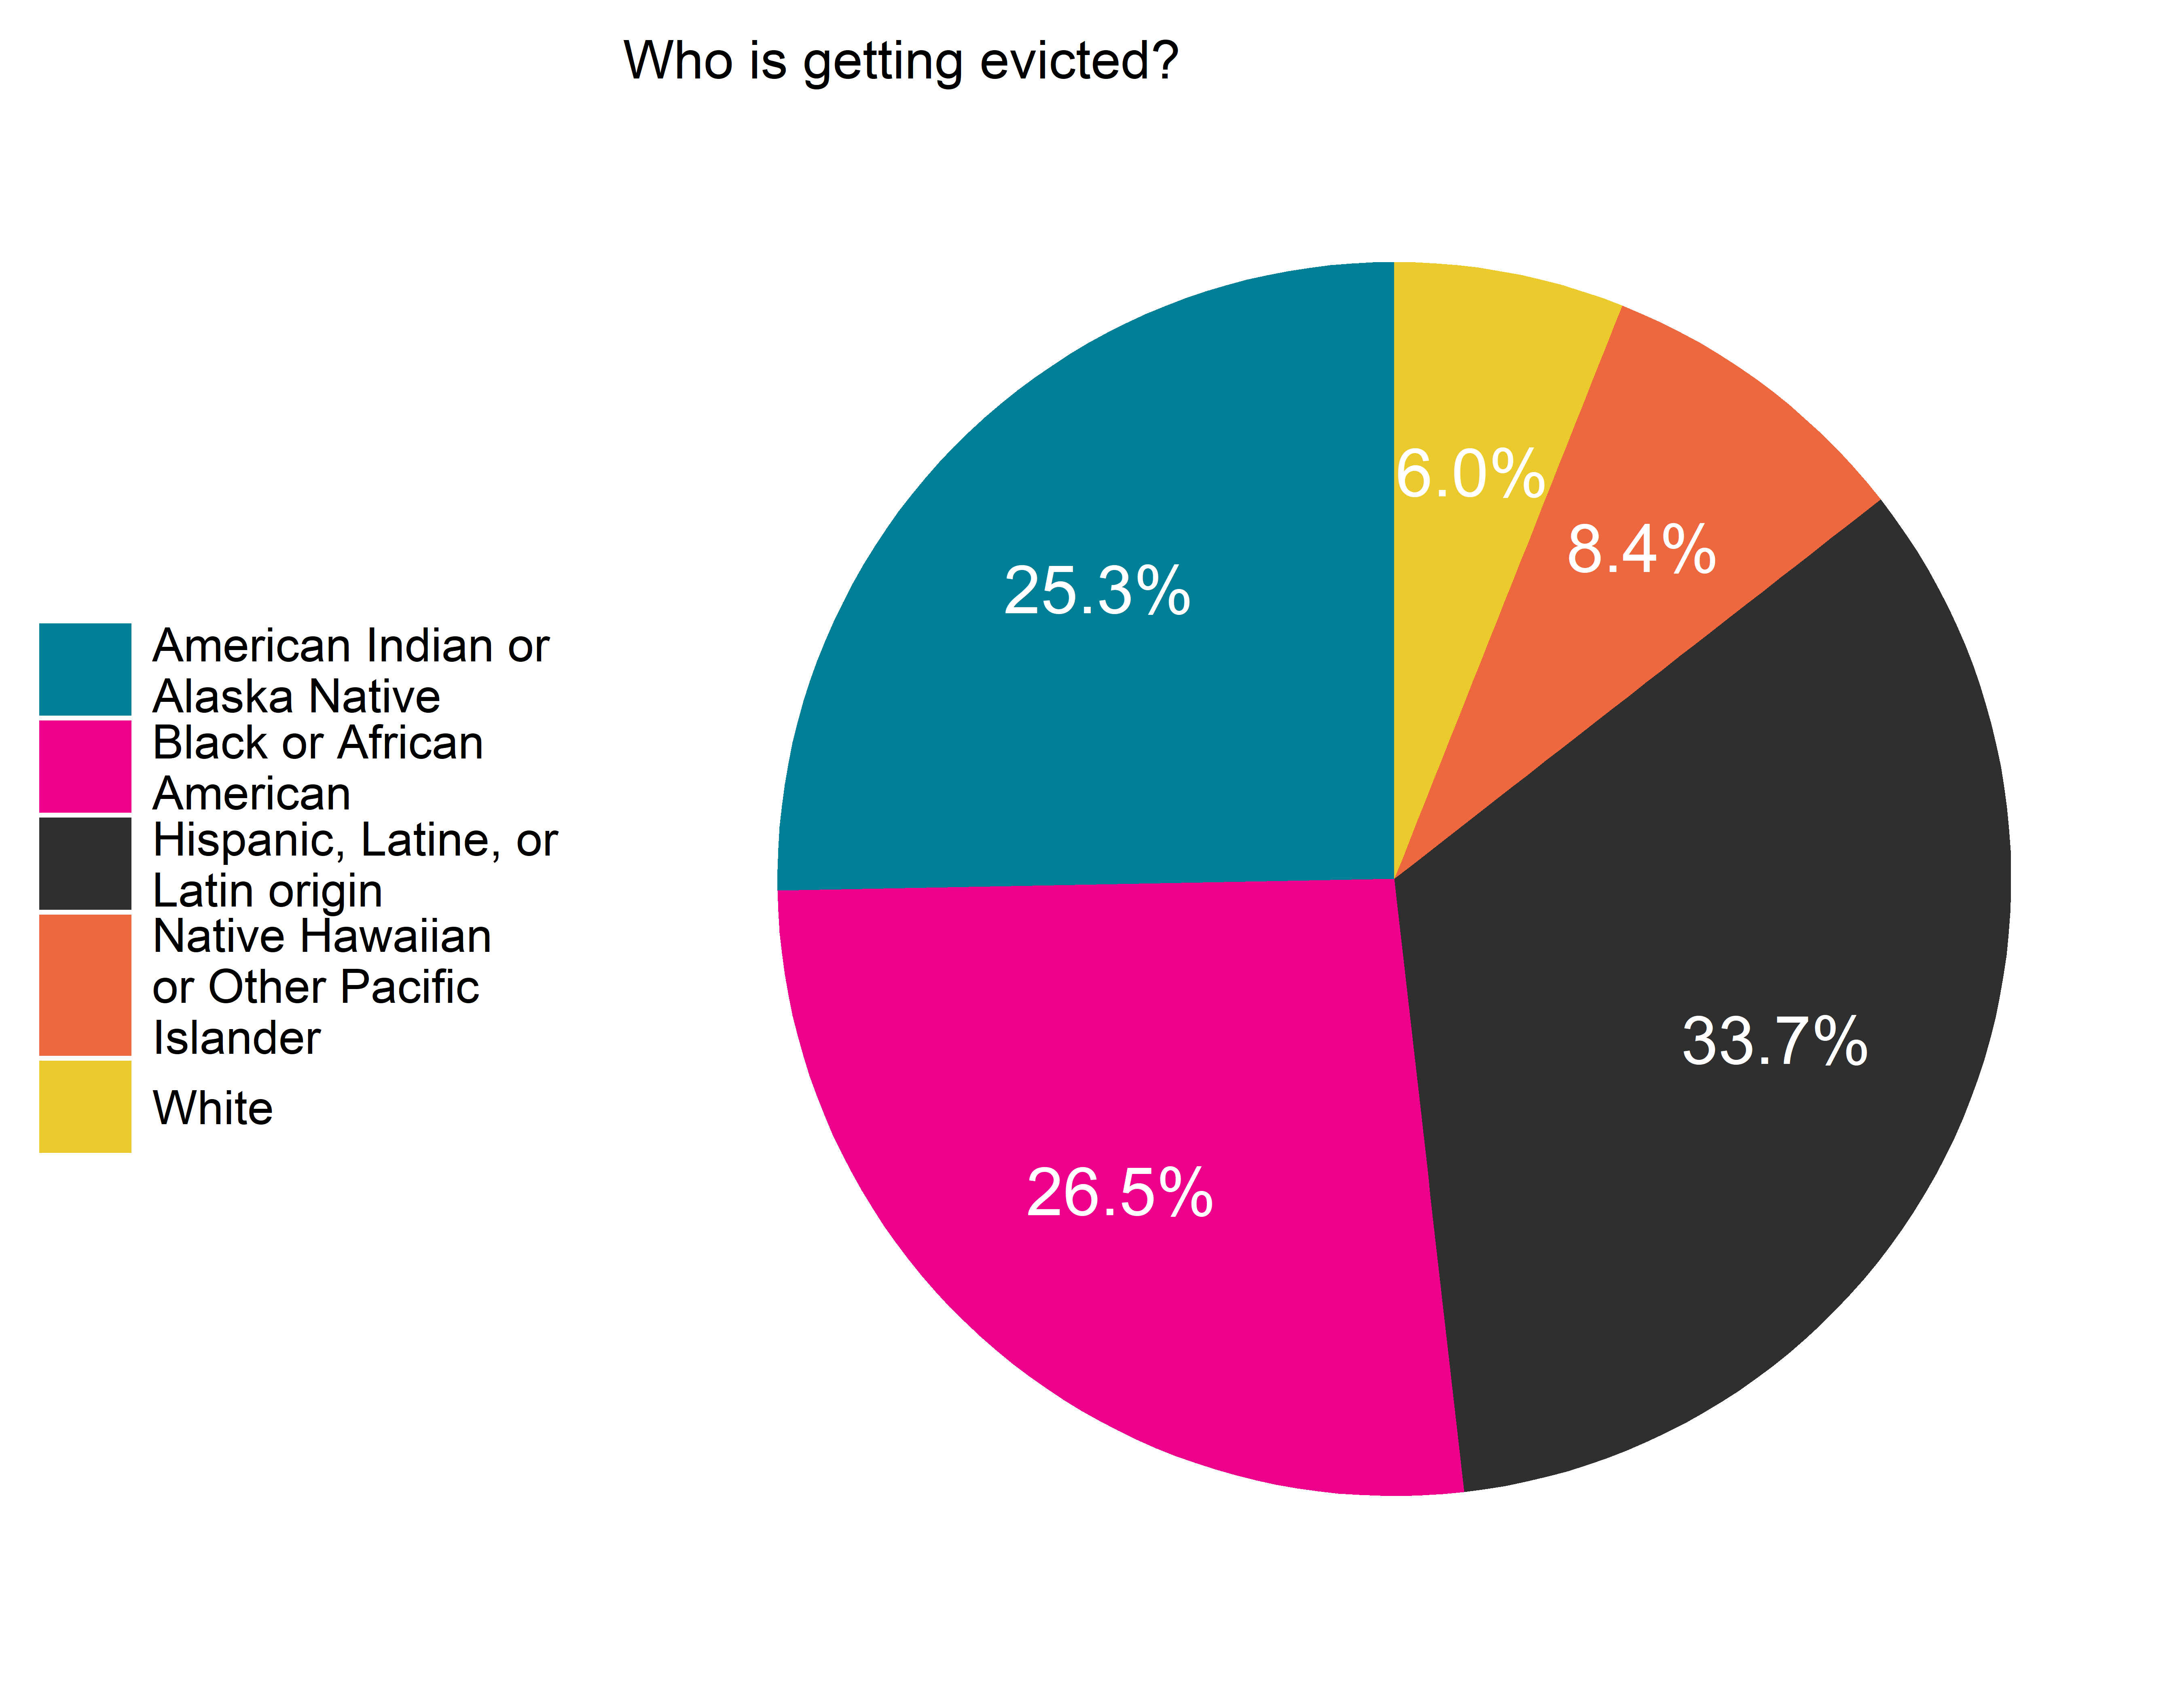 Who is getting evicted?
6.0%
8.4%
25.3%
33.7%
26.5%
American Indian or
Alaska Native
Black or African
American
Hispanic, Latine, or
Latin origin
Native Hawaiian
or Other Pacific
Islander
White